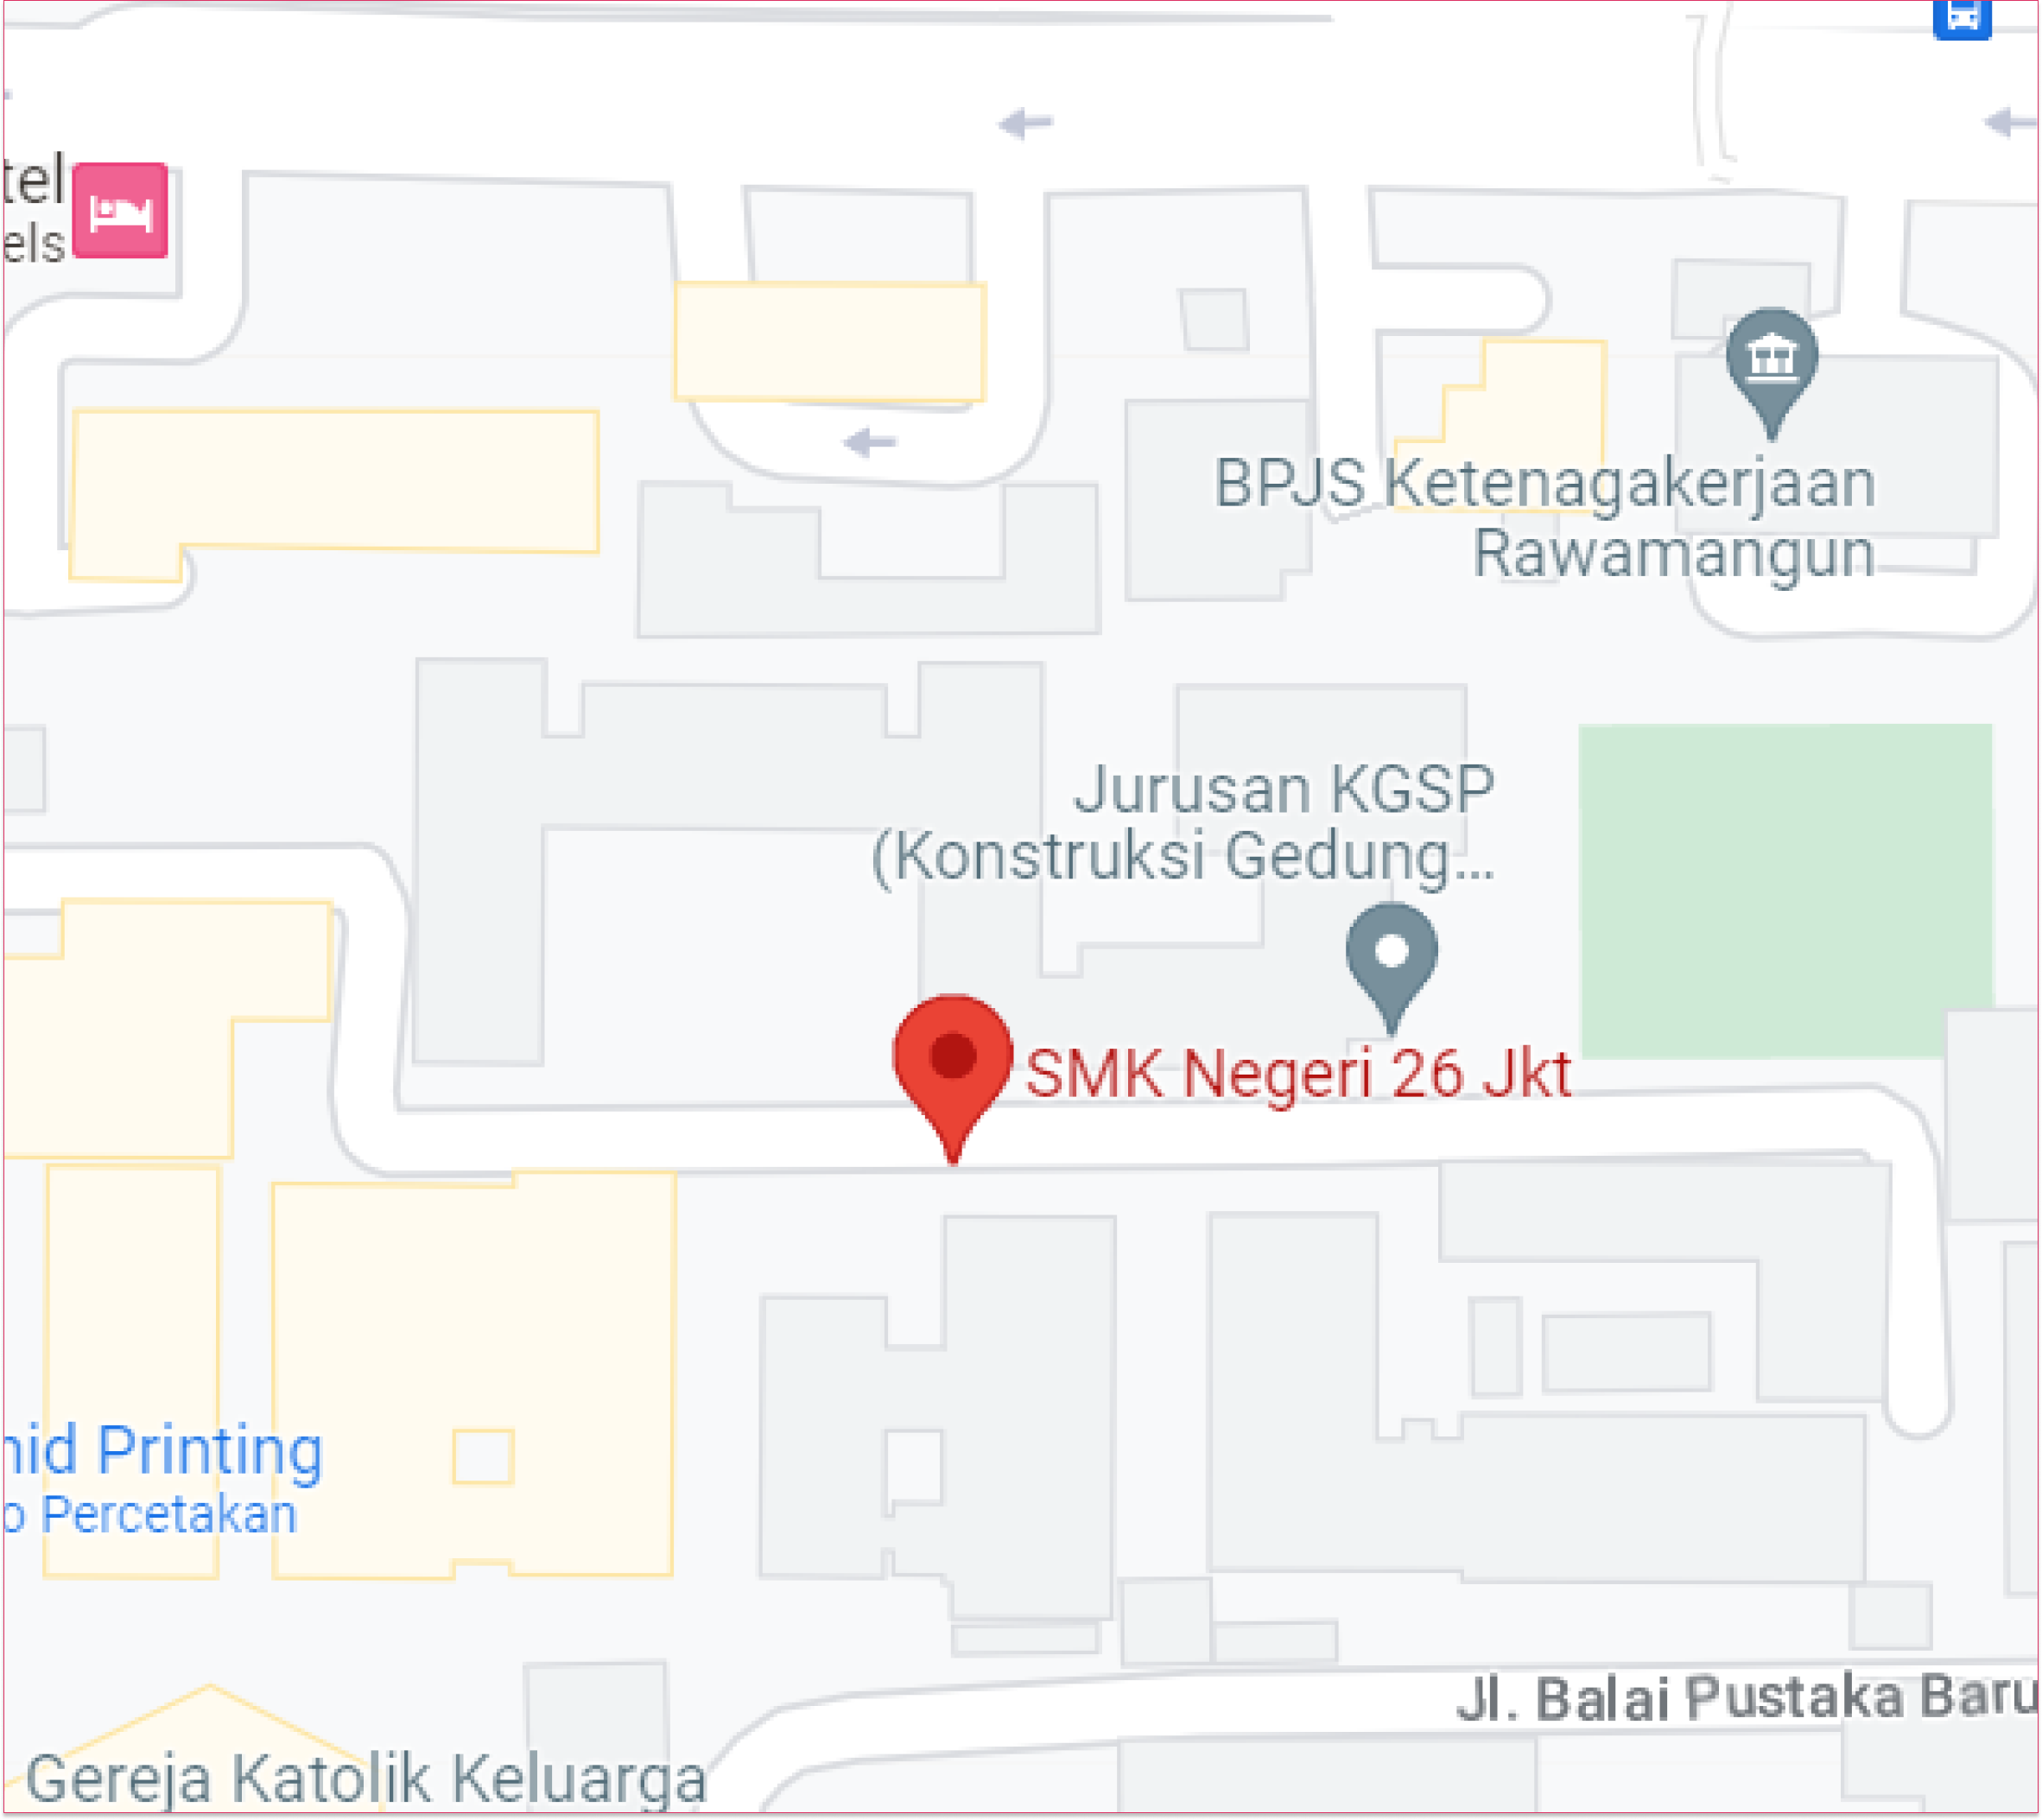 tel
els
BPJS Ketenagakerjaan
Rawamangun
Jurusan KGSP
(Konstruksi Gedung...
SMK Negeri 26 Jkt
hid Printing
o Percetakan
Jl. Balai Pustaka Baru
Gereja Katolik Keluarga